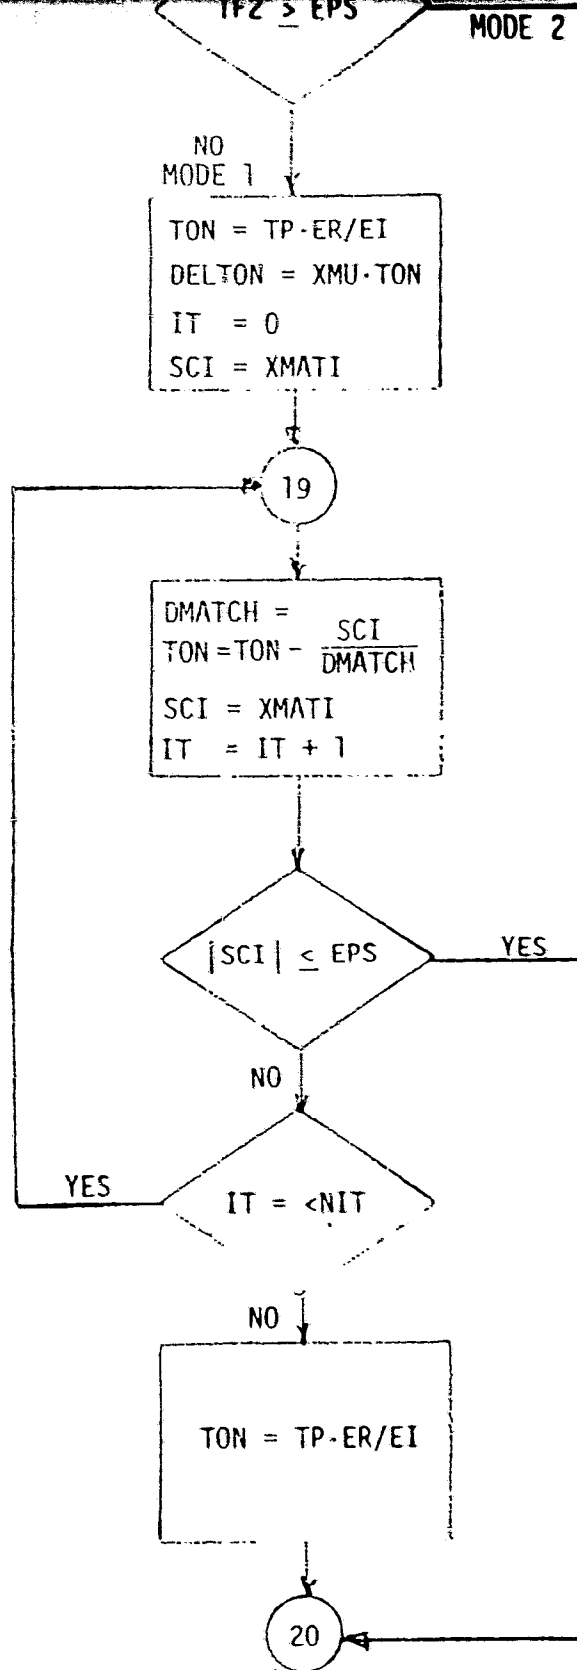 TF2 ≥ EPS
MODE 2
NO
MODE 1
TON = TP·ER/EI
DELTON = XMU·TON
IT = 0
SCI = XMATI
19
DMATCH =
TON = TON - SCI/DMATCH
SCI = XMATI
IT = IT + 1
|SCI| ≤ EPS
YES
NO
YES
IT = <NIT
NO
TON = TP·ER/EI
20